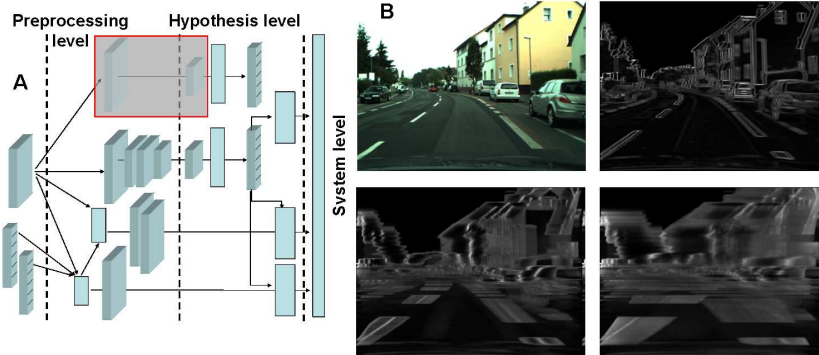 Preprocessing
level
Hypothesis level
A
System level
B